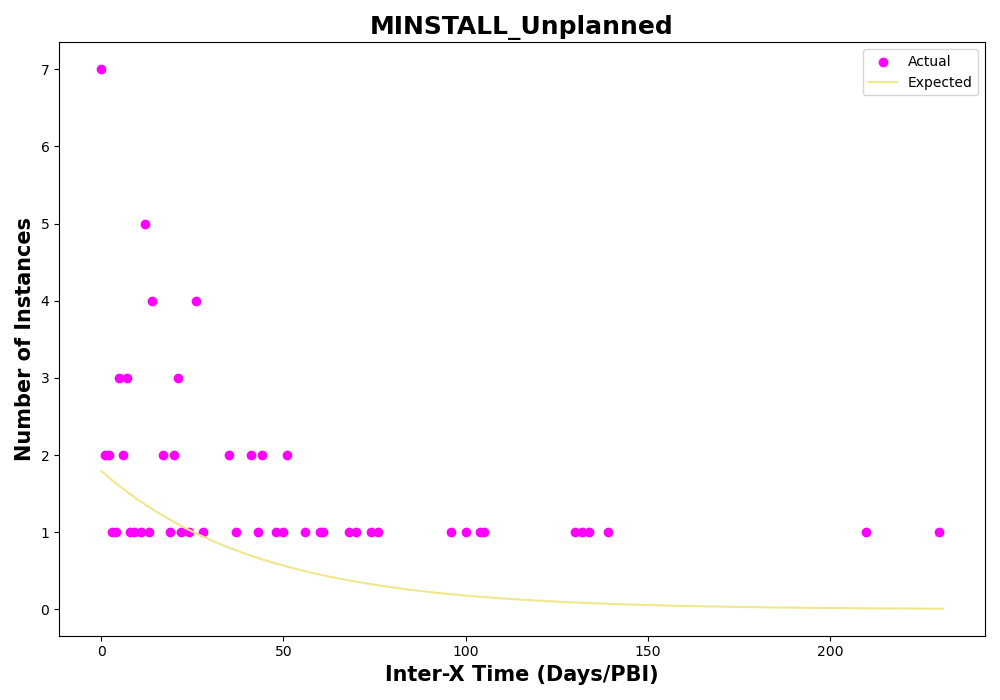 MINSTALL_Unplanned
Actual
Expected
Number of Instances
7
6
5
4
3
2
1
0
0
50
100
150
200
Inter-X Time (Days/PBI)